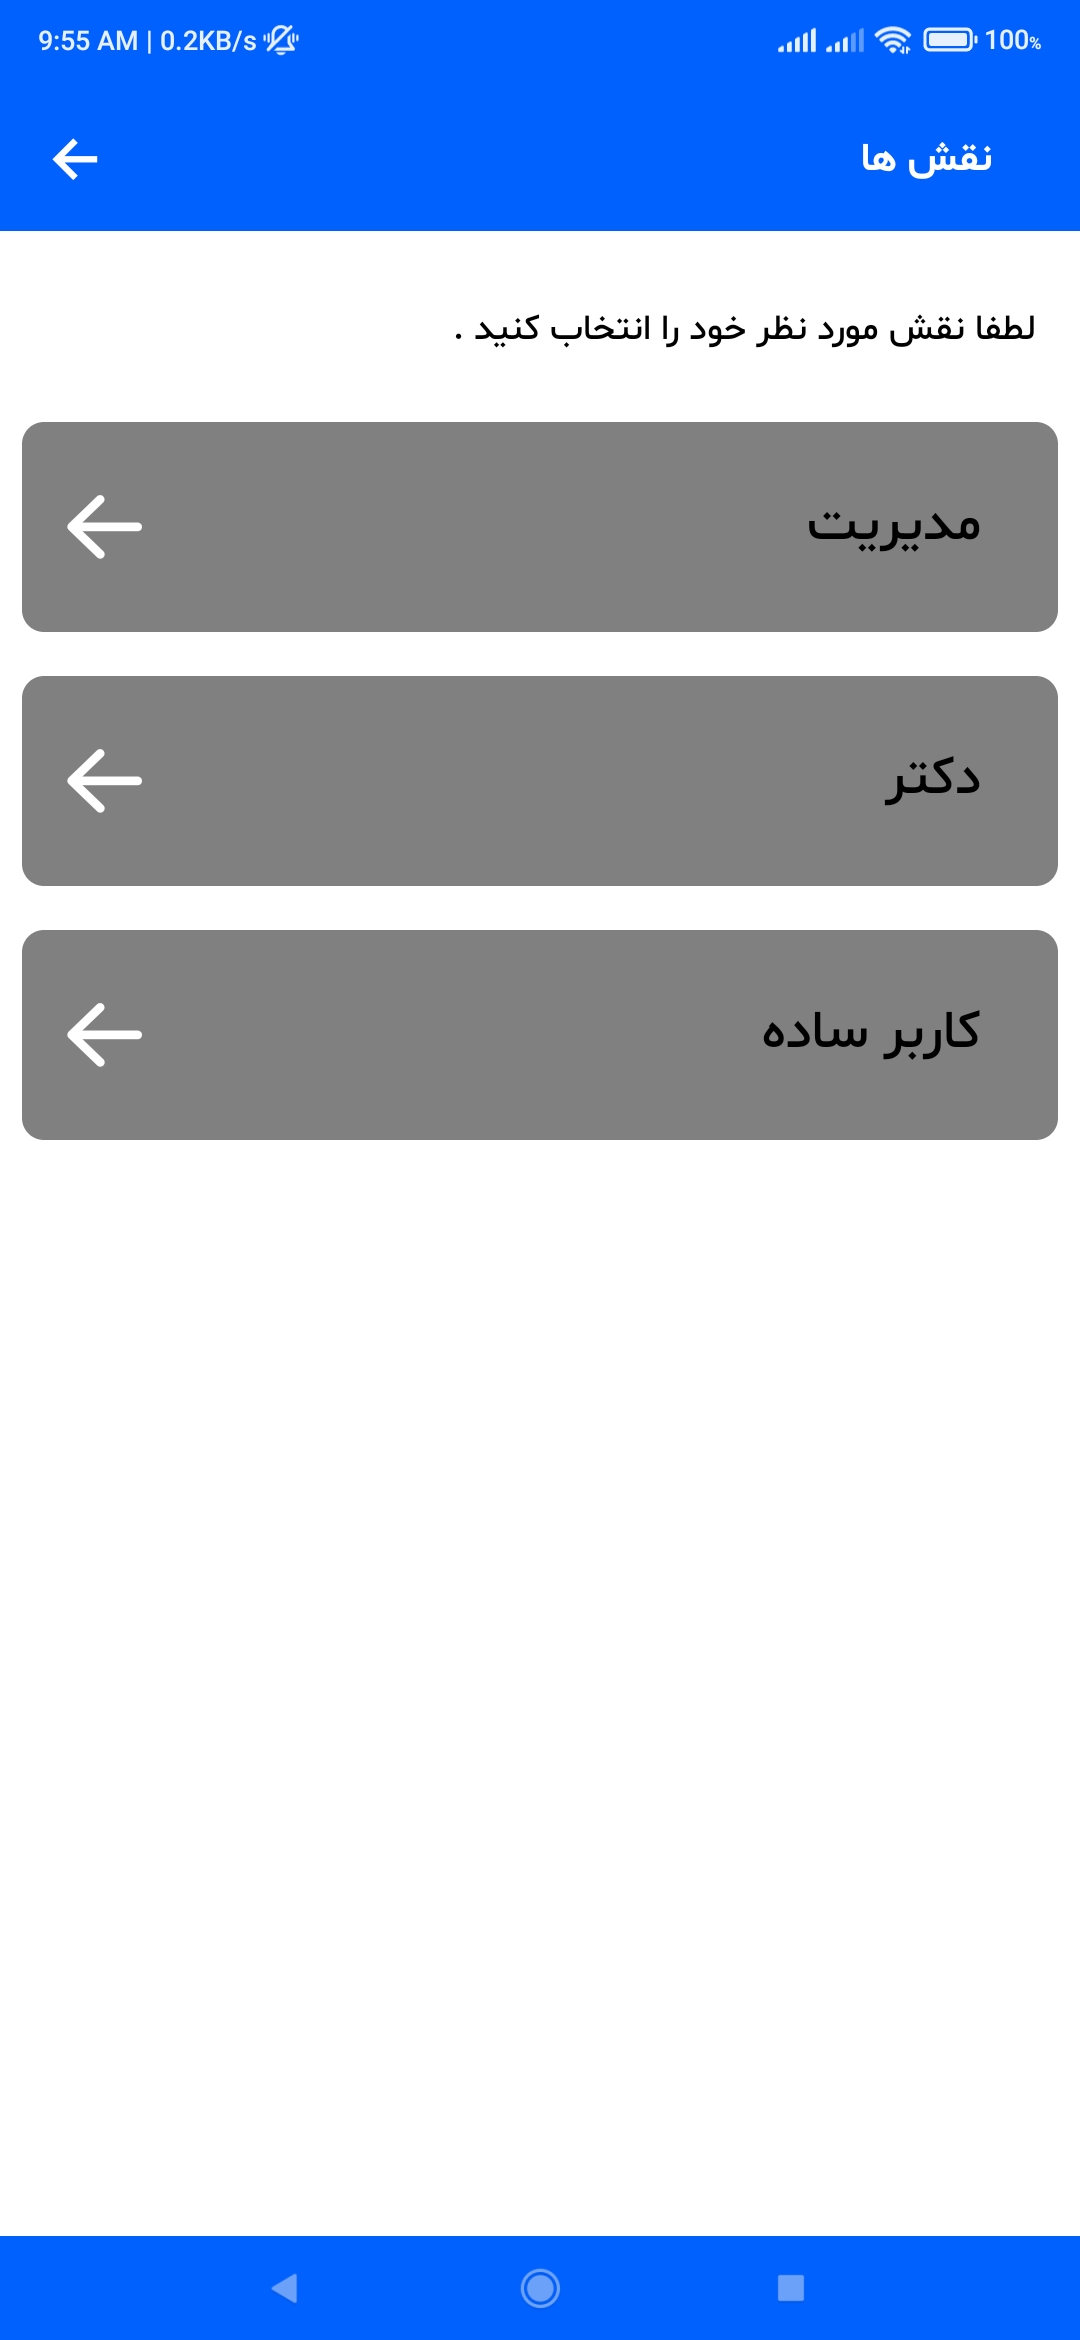 9:55 AM | 0.2KB/s
100%
نقش ها
لطفا نقش مورد نظر خود را انتخاب کنید .
مدیریت
دکتر
کاربر ساده